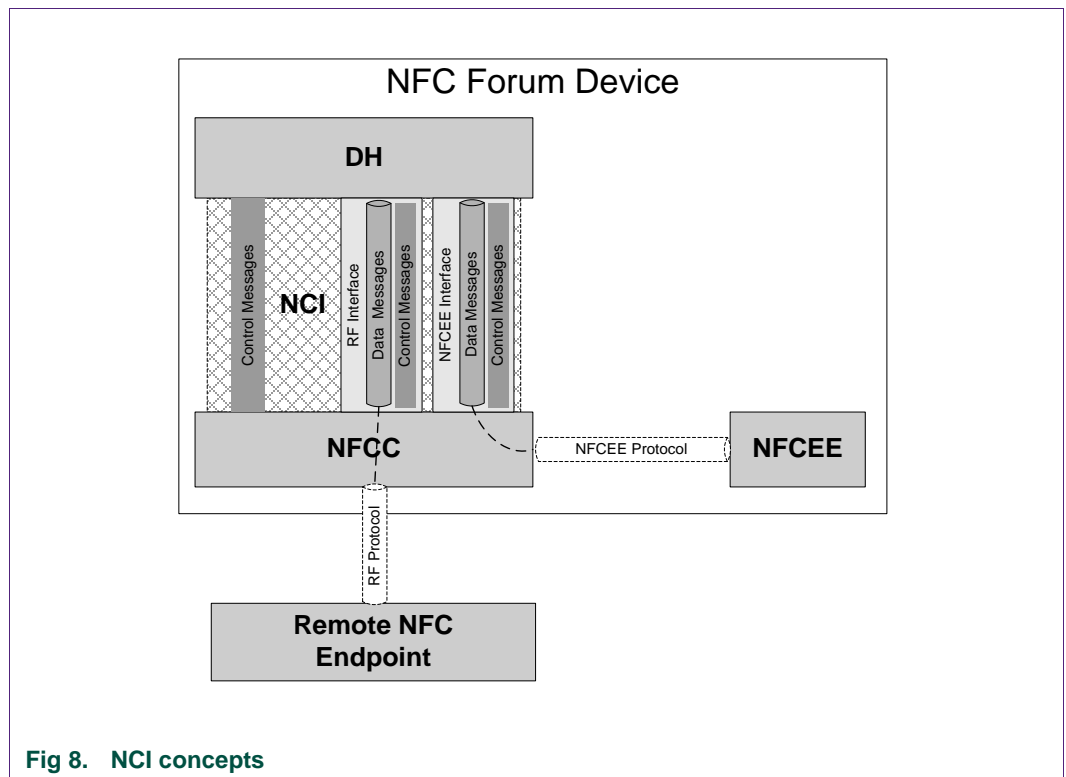 NFC Forum Device
DH
Control Messages
NCI
RF Interface
Data Messages
Control Messages
NFCEE Interface
Data Messages
Control Messages
NFCC
NFCEE Protocol
NFCEE
RF Protocol
Remote NFC
Endpoint
Fig 8. NCI concepts